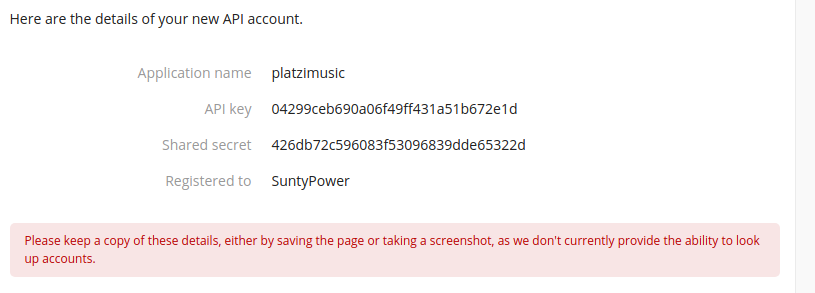 Here are the details of your new API account.
Application name platzimusic
API key 04299ceb690a06f49ff431a51b672e1d
Shared secret 426db72c596083f53096839dde65322d
Registered to SuntyPower
Please keep a copy of these details, either by saving the page or taking a screenshot, as we don't currently provide the ability to look
up accounts.